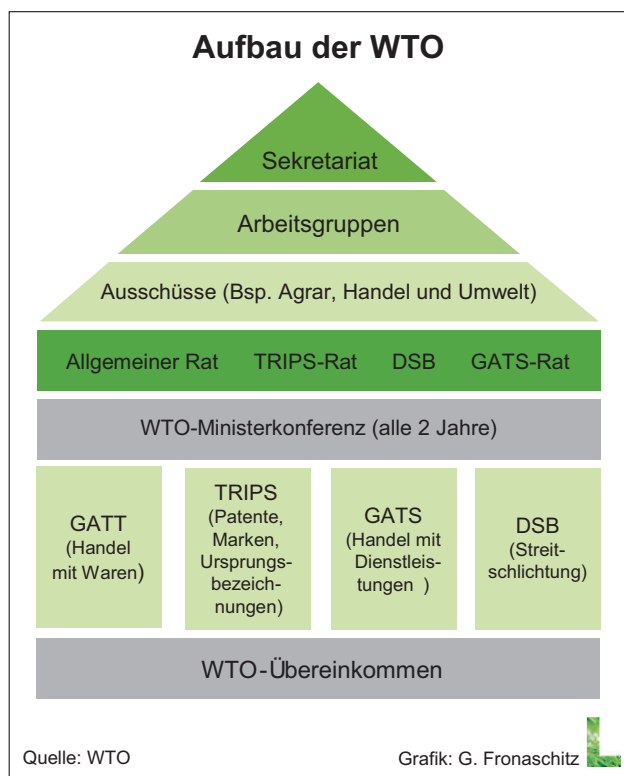 Aufbau der WTO
Sekretariat
Arbeitsgruppen
Ausschüsse (Bsp. Agrar, Handel und Umwelt)
Allgemeiner Rat TRIPS-Rat DSB GATS-Rat
WTO-Ministerkonferenz (alle 2 Jahre)
GATT
(Handel
mit Waren)
TRIPS
(Patente,
Marken,
Ursprungs-
bezeich-
nungen)
GATS
(Handel mit
Dienstleis-
tungen )
DSB
(Streit-
schlichtung)
WTO-Übereinkommen
Quelle: WTO
Grafik: G. Fronaschitz